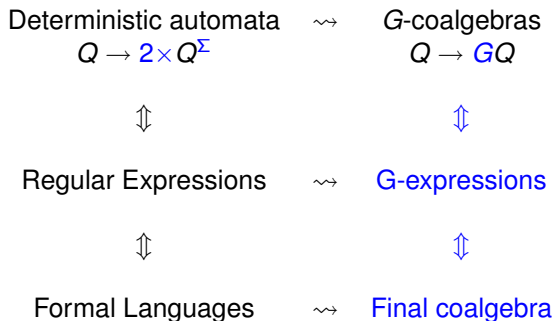 Deterministic automata ⇝ G-coalgebras
Q → 2×Q^Σ Q → GQ
⇕ ⇕
Regular Expressions ⇝ G-expressions
⇕ ⇕
Formal Languages ⇝ Final coalgebra